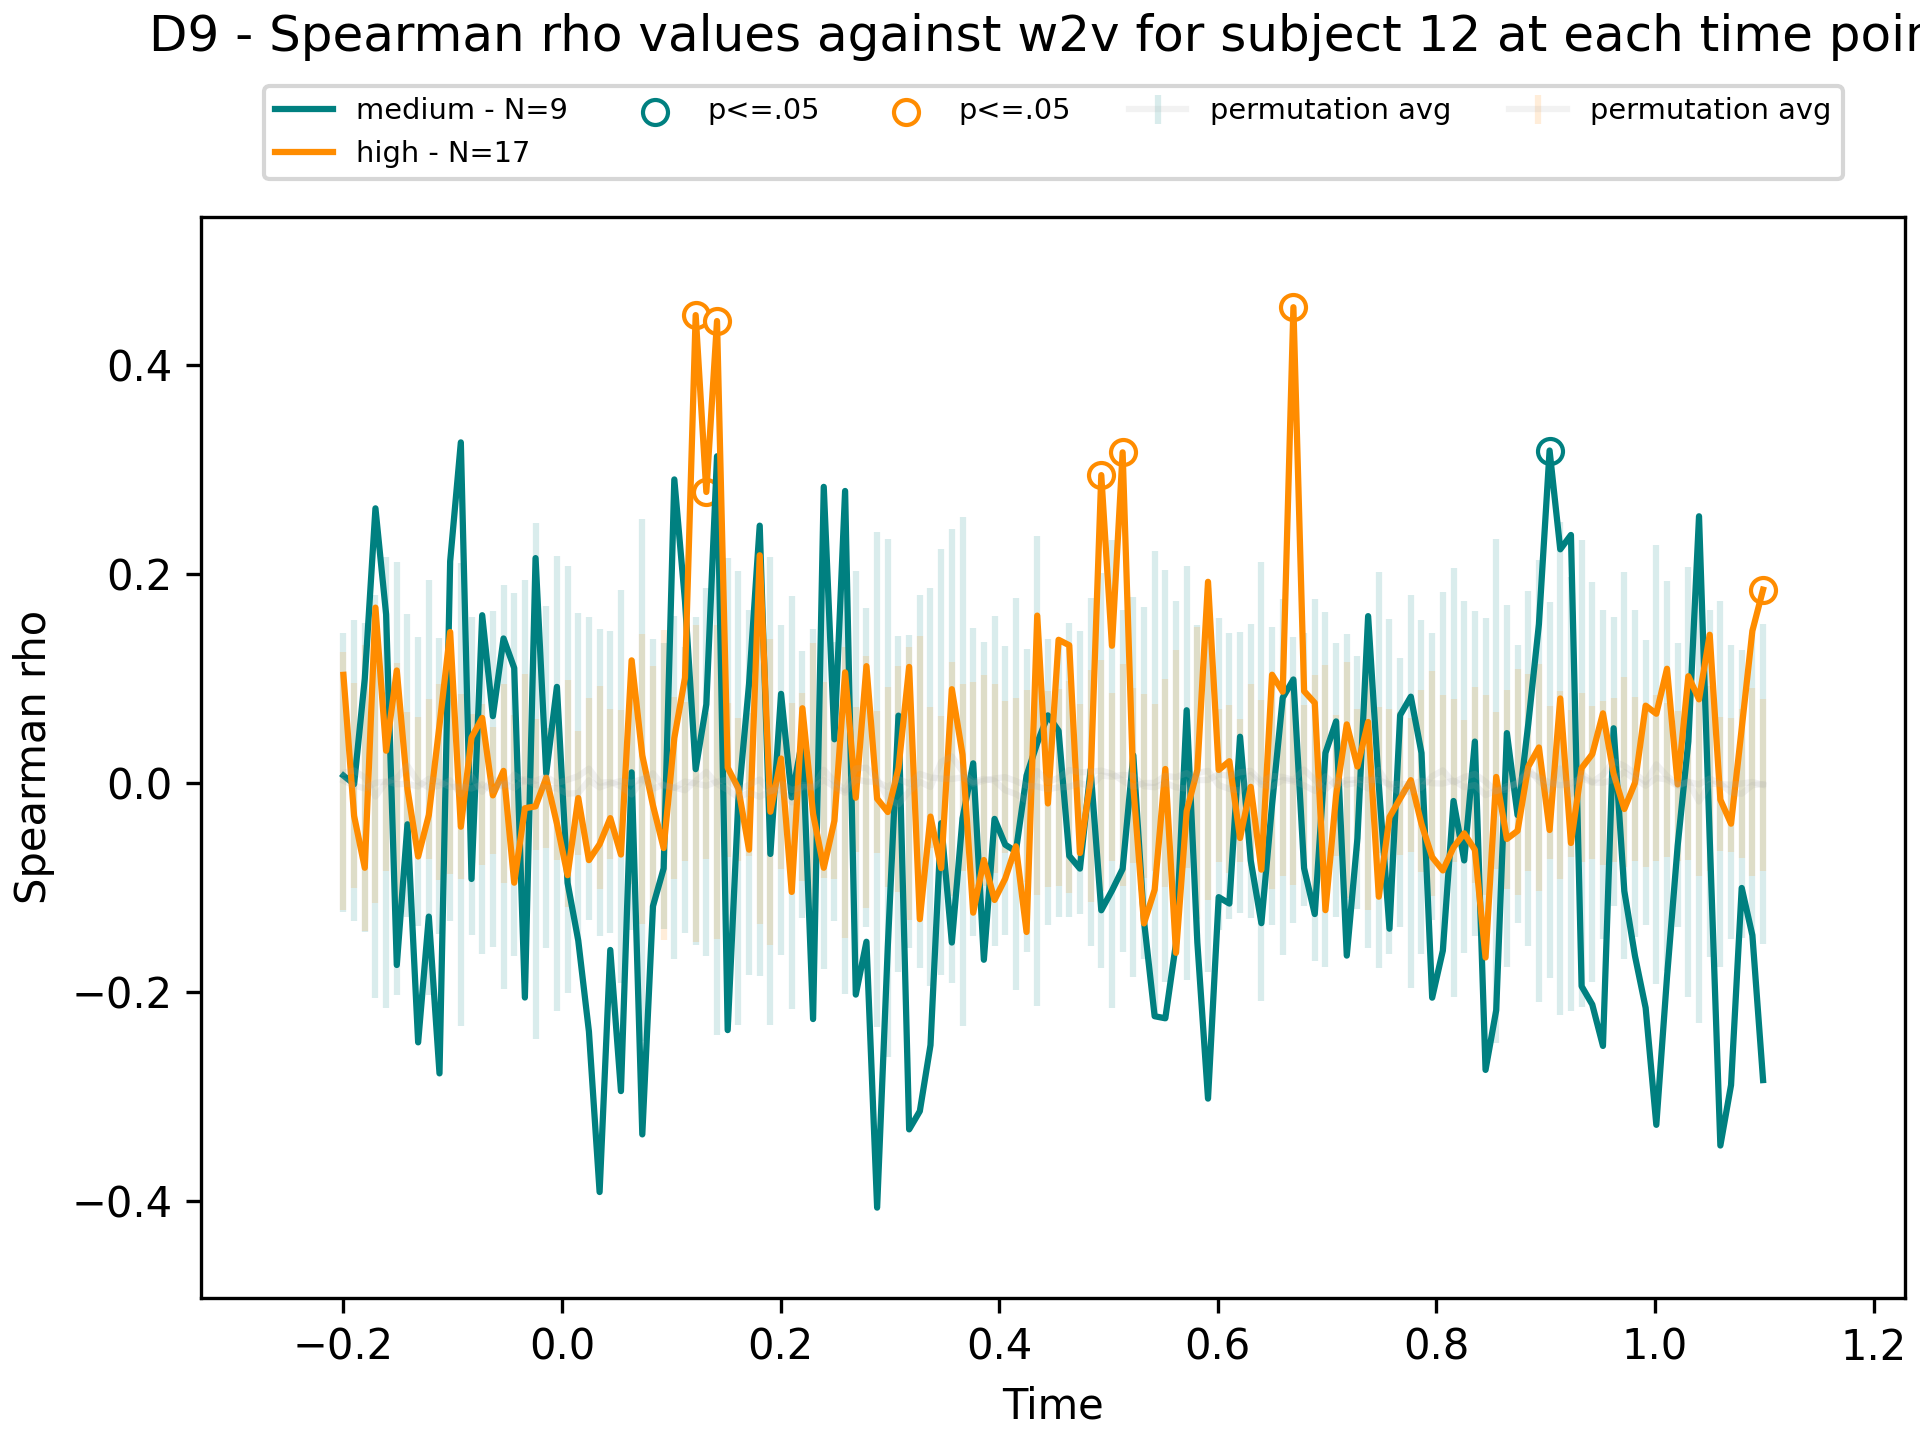 D9 - Spearman rho values against w2v for subject 12 at each time poin
medium - N=9
high - N=17
p<=.05
p<=.05
permutation avg
permutation avg
Spearman rho
0.4
0.2
0.0
−0.2
−0.4
−0.2 0.0 0.2 0.4 0.6 0.8 1.0 1.2
Time